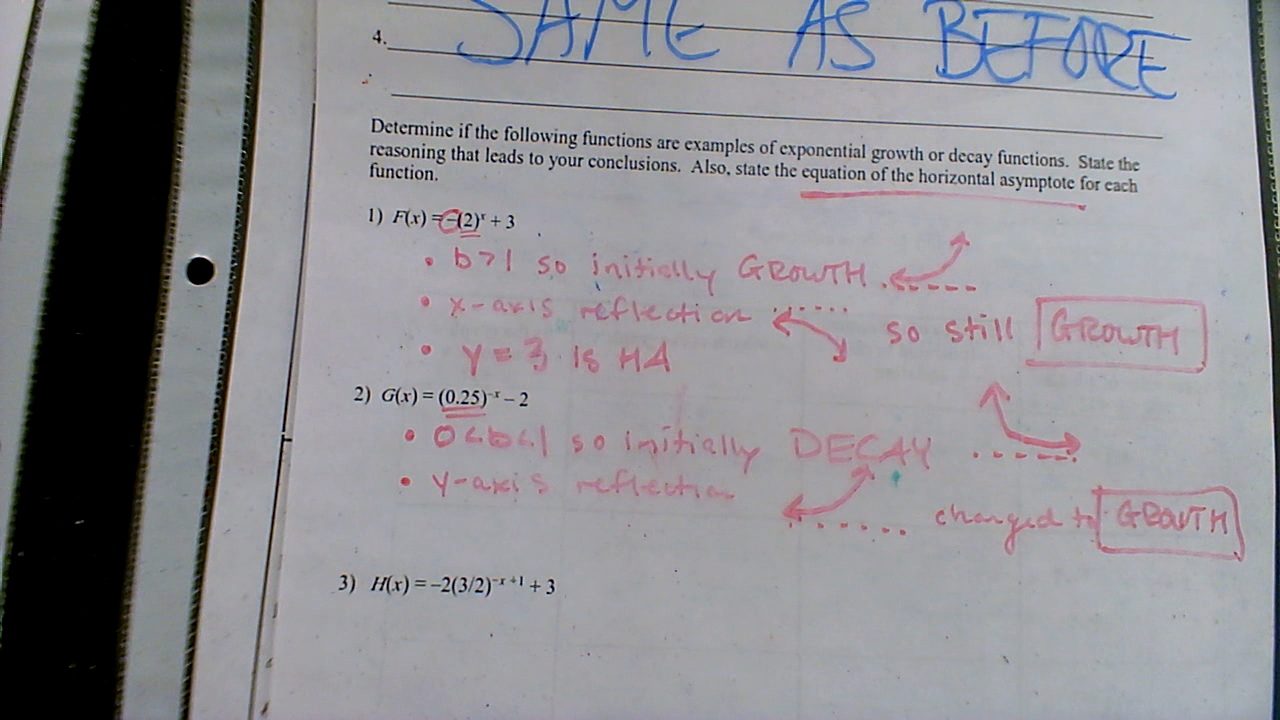 4. SAME AS BEFORE
Determine if the following functions are examples of exponential growth or decay functions. State the
reasoning that leads to your conclusions. Also, state the equation of the horizontal asymptote for each
function.
1) F(x) = –(2)ˣ + 3
• b>1 so initially GROWTH
• x-axis reflection so still GROWTH
• y = 3 is HA
2) G(x) = (0.25)⁻ˣ – 2
• 0<b<1 so initially DECAY
• y-axis reflection changed to GROWTH
3) H(x) = –2(3/2)⁻ˣ⁺¹ + 3